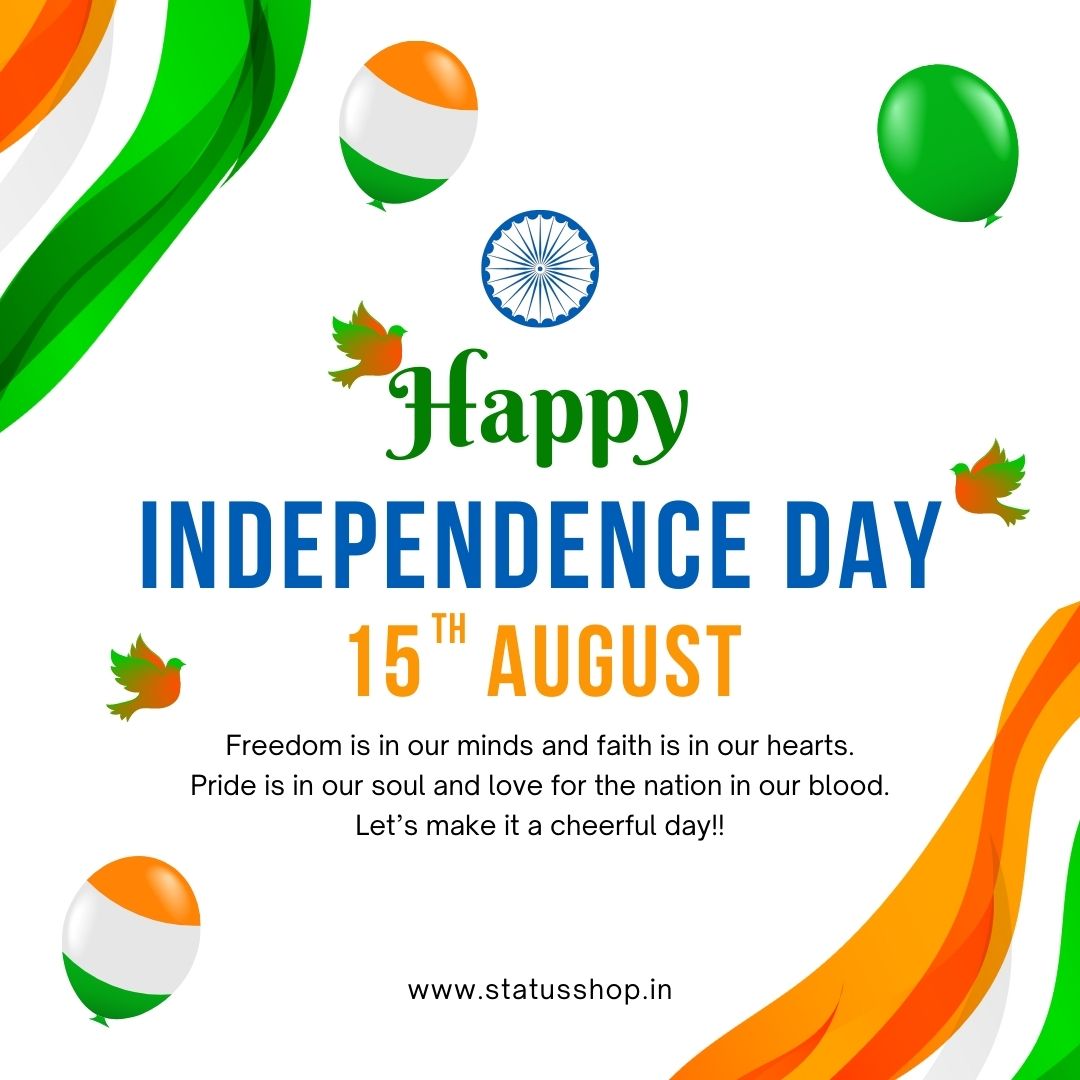 Happy
INDEPENDENCE DAY
15TH AUGUST
Freedom is in our minds and faith is in our hearts.
Pride is in our soul and love for the nation in our blood.
Let’s make it a cheerful day!!
www.statusshop.in